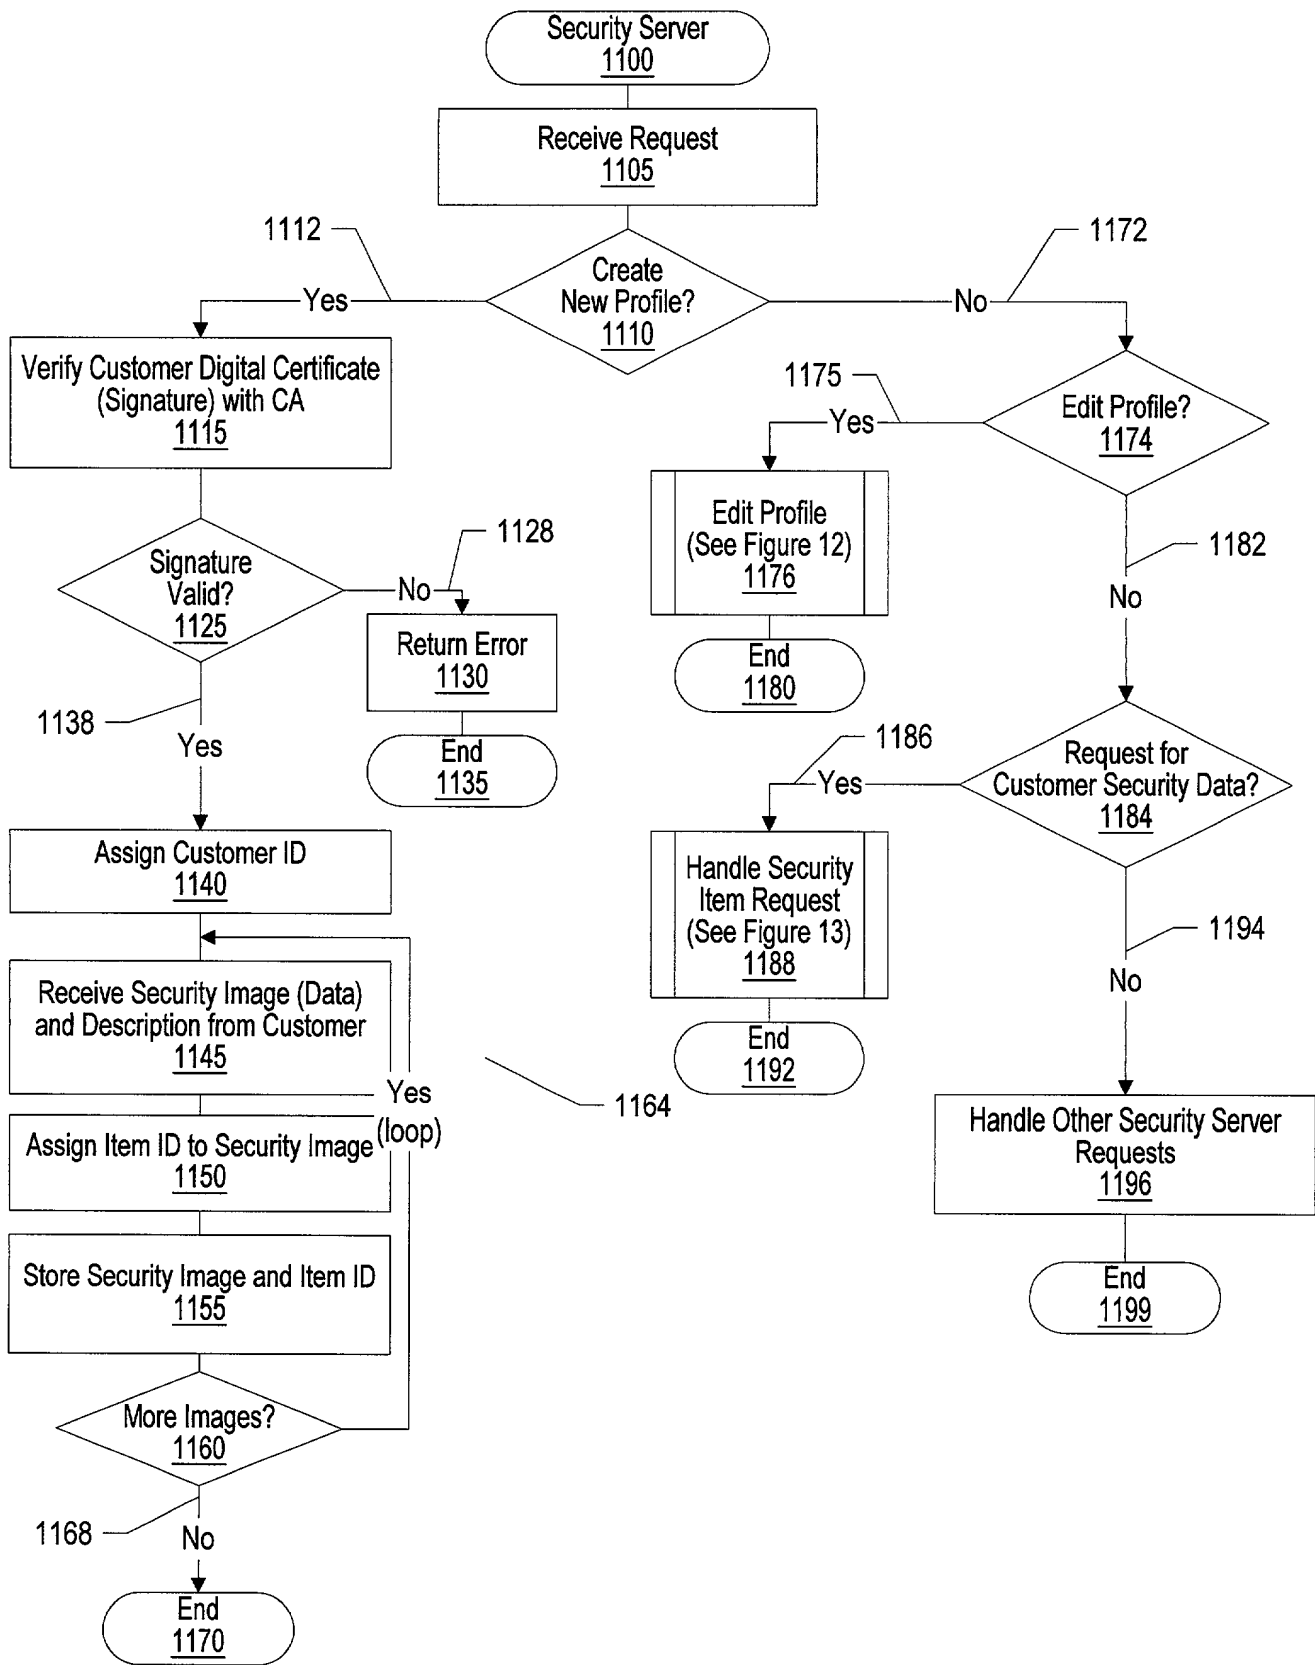 Security Server
1100
Receive Request
1105
1112
1172
Create
New Profile?
1110
Yes
No
Verify Customer Digital Certificate
(Signature) with CA
1115
1175
Edit Profile?
1174
Yes
Edit Profile
(See Figure 12)
1176
1182
No
End
1180
Signature
Valid?
1125
1128
No
Return Error
1130
End
1135
1138
Yes
1186
Request for
Customer Security Data?
1184
Yes
Assign Customer ID
1140
Handle Security
Item Request
(See Figure 13)
1188
1194
No
End
1192
Receive Security Image (Data)
and Description from Customer
1145
Yes
(loop)
1164
Assign Item ID to Security Image
1150
Handle Other Security Server
Requests
1196
Store Security Image and Item ID
1155
End
1199
More Images?
1160
1168
No
End
1170